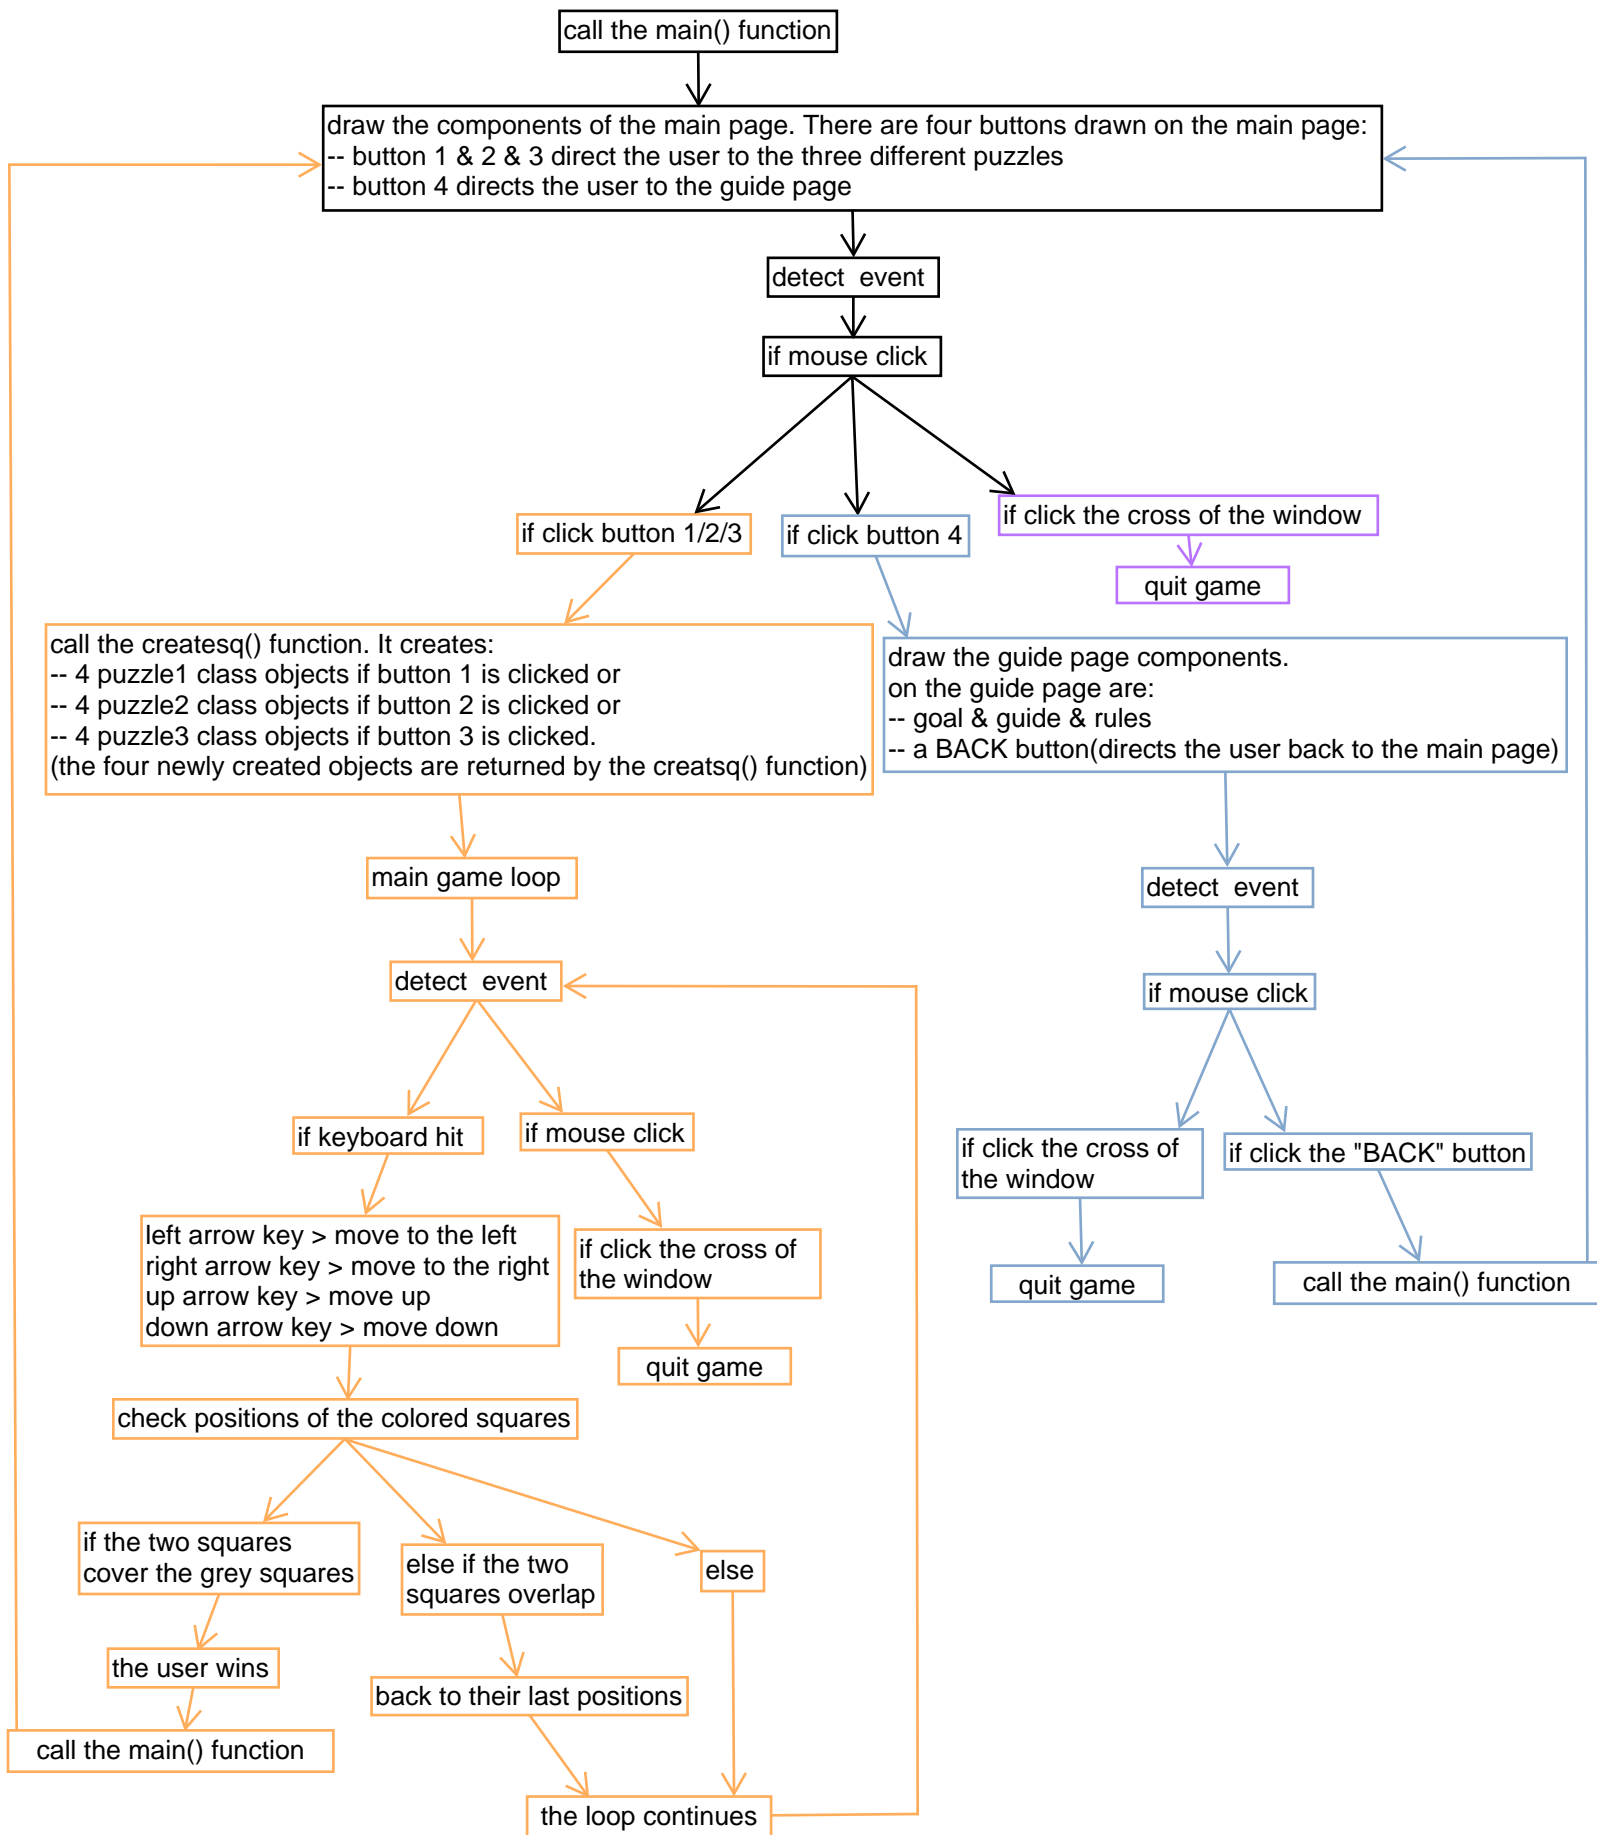 call the main() function
draw the components of the main page. There are four buttons drawn on the main page:
-- button 1 & 2 & 3 direct the user to the three different puzzles
-- button 4 directs the user to the guide page
detect  event
if mouse click
if click button 1/2/3
if click button 4
if click the cross of the window
quit game
call the createsq() function. It creates:
-- 4 puzzle1 class objects if button 1 is clicked or
-- 4 puzzle2 class objects if button 2 is clicked or
-- 4 puzzle3 class objects if button 3 is clicked.
(the four newly created objects are returned by the creatsq() function)
draw the guide page components.
on the guide page are:
-- goal & guide & rules
-- a BACK button(directs the user back to the main page)
main game loop
detect  event
detect  event
if mouse click
if keyboard hit
if mouse click
if click the cross of
the window
if click the "BACK" button
left arrow key > move to the left
right arrow key > move to the right
up arrow key > move up
down arrow key > move down
if click the cross of
the window
quit game
call the main() function
quit game
check positions of the colored squares
if the two squares
cover the grey squares
else if the two
squares overlap
else
the user wins
back to their last positions
call the main() function
the loop continues